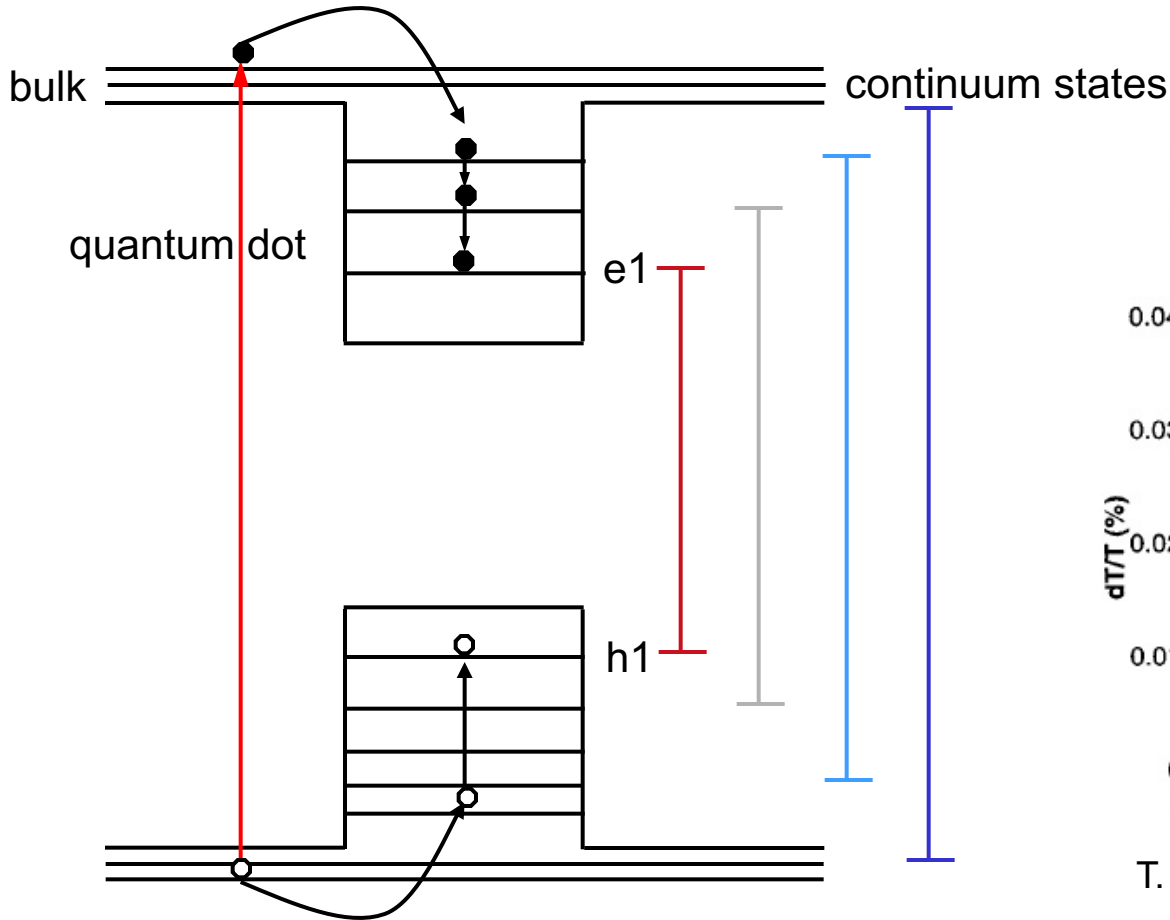 bulk
continuum states
quantum dot
e1
h1
dT/T (%)
T.